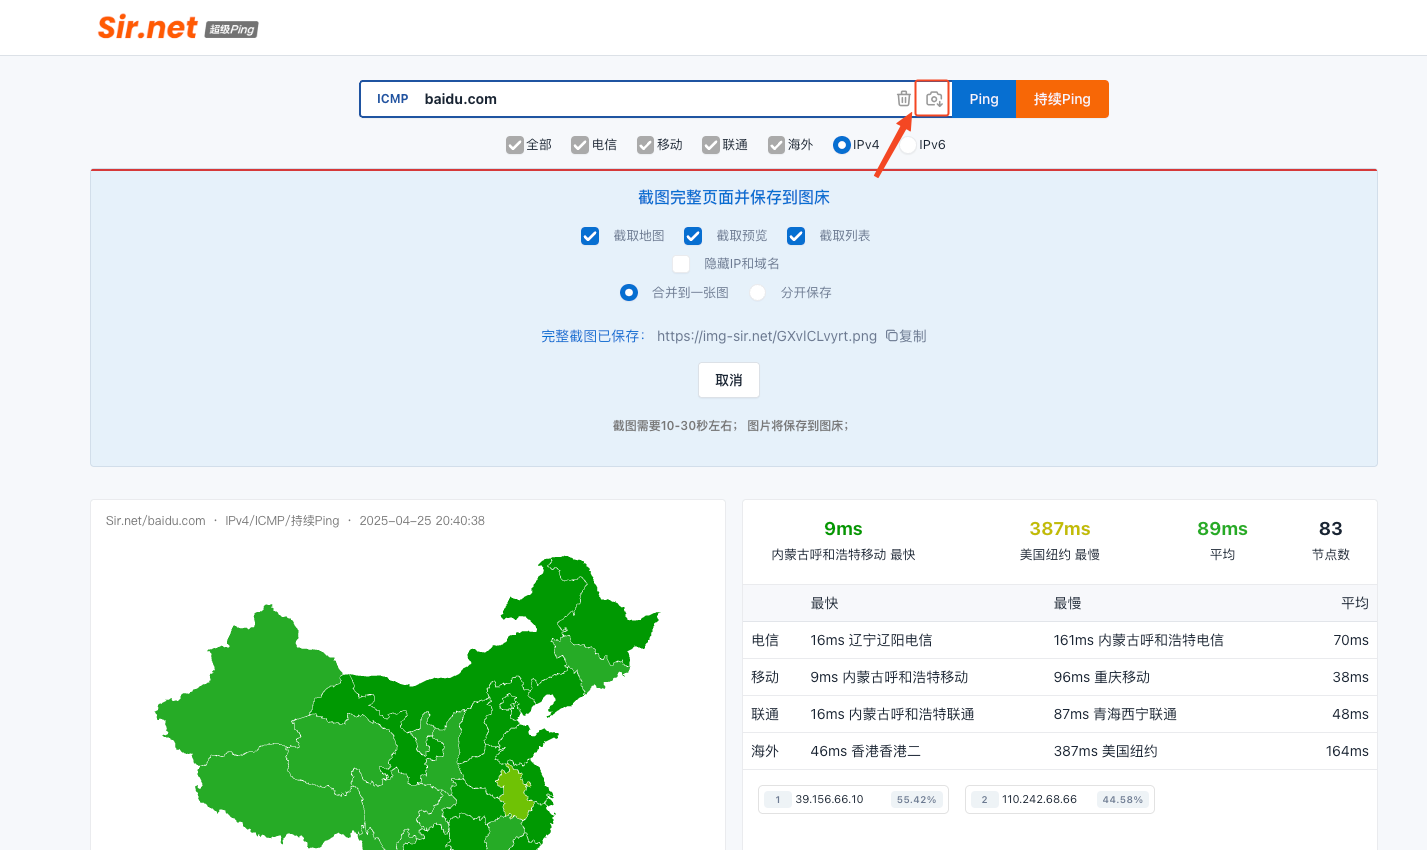 Sir.net 超级Ping
ICMP baidu.com Ping 持续Ping
全部 电信 移动 联通 海外 IPv4 IPv6
截图完整页面并保存到图床
截取地图 截取预览 截取列表
隐藏IP和域名
合并到一张图 分开保存
完整截图已保存： https://img-sir.net/GXvICLvyrt.png 复制
取消
截图需要10-30秒左右； 图片将保存到图床；
Sir.net/baidu.com · IPv4/ICMP/持续Ping · 2025-04-25 20:40:38
9ms 387ms 89ms 83
内蒙古呼和浩特移动 最快 美国纽约 最慢 平均 节点数
最快 最慢 平均
电信 16ms 辽宁辽阳电信 161ms 内蒙古呼和浩特电信 70ms
移动 9ms 内蒙古呼和浩特移动 96ms 重庆移动 38ms
联通 16ms 内蒙古呼和浩特联通 87ms 青海西宁联通 48ms
海外 46ms 香港香港二 387ms 美国纽约 164ms
1 39.156.66.10 55.42% 2 110.242.68.66 44.58%